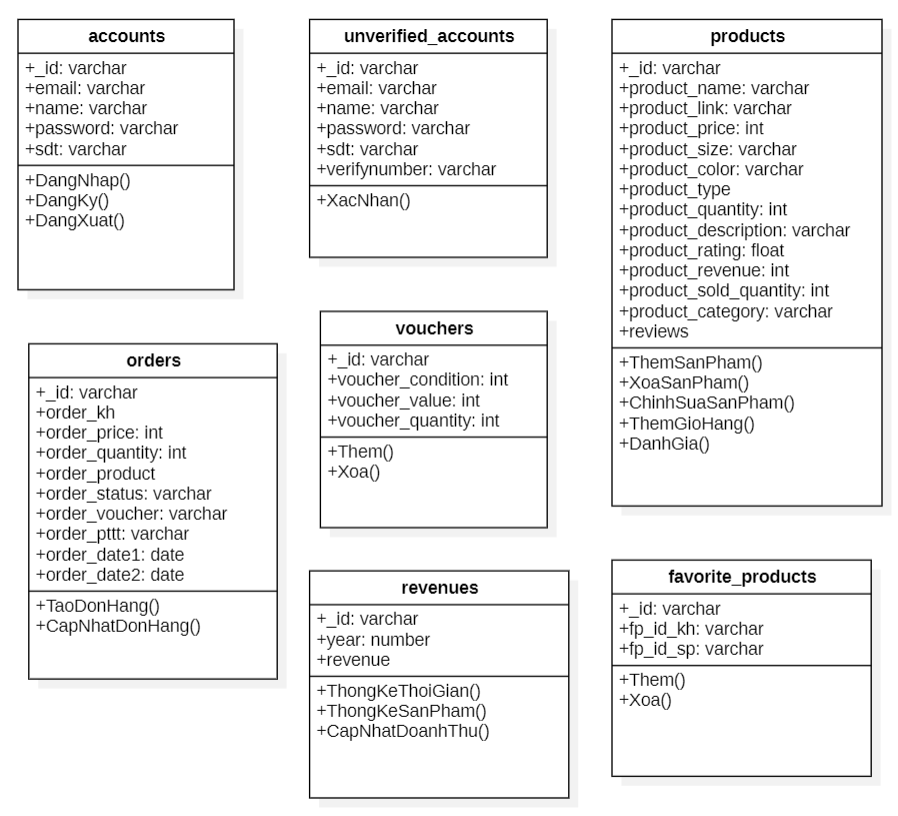 accounts
+_id: varchar
+email: varchar
+name: varchar
+password: varchar
+sdt: varchar
+DangNhap()
+DangKy()
+DangXuat()
unverified_accounts
+_id: varchar
+email: varchar
+name: varchar
+password: varchar
+sdt: varchar
+verifynumber: varchar
+XacNhan()
products
+_id: varchar
+product_name: varchar
+product_link: varchar
+product_price: int
+product_size: varchar
+product_color: varchar
+product_type
+product_quantity: int
+product_description: varchar
+product_rating: float
+product_revenue: int
+product_sold_quantity: int
+product_category: varchar
+reviews
+ThemSanPham()
+XoaSanPham()
+ChinhSuaSanPham()
+ThemGioHang()
+DanhGia()
orders
+_id: varchar
+order_kh
+order_price: int
+order_quantity: int
+order_product
+order_status: varchar
+order_voucher: varchar
+order_pttt: varchar
+order_date1: date
+order_date2: date
+TaoDonHang()
+CapNhatDonHang()
vouchers
+_id: varchar
+voucher_condition: int
+voucher_value: int
+voucher_quantity: int
+Them()
+Xoa()
revenues
+_id: varchar
+year: number
+revenue
+ThongKeThoiGian()
+ThongKeSanPham()
+CapNhatDoanhThu()
favorite_products
+_id: varchar
+fp_id_kh: varchar
+fp_id_sp: varchar
+Them()
+Xoa()